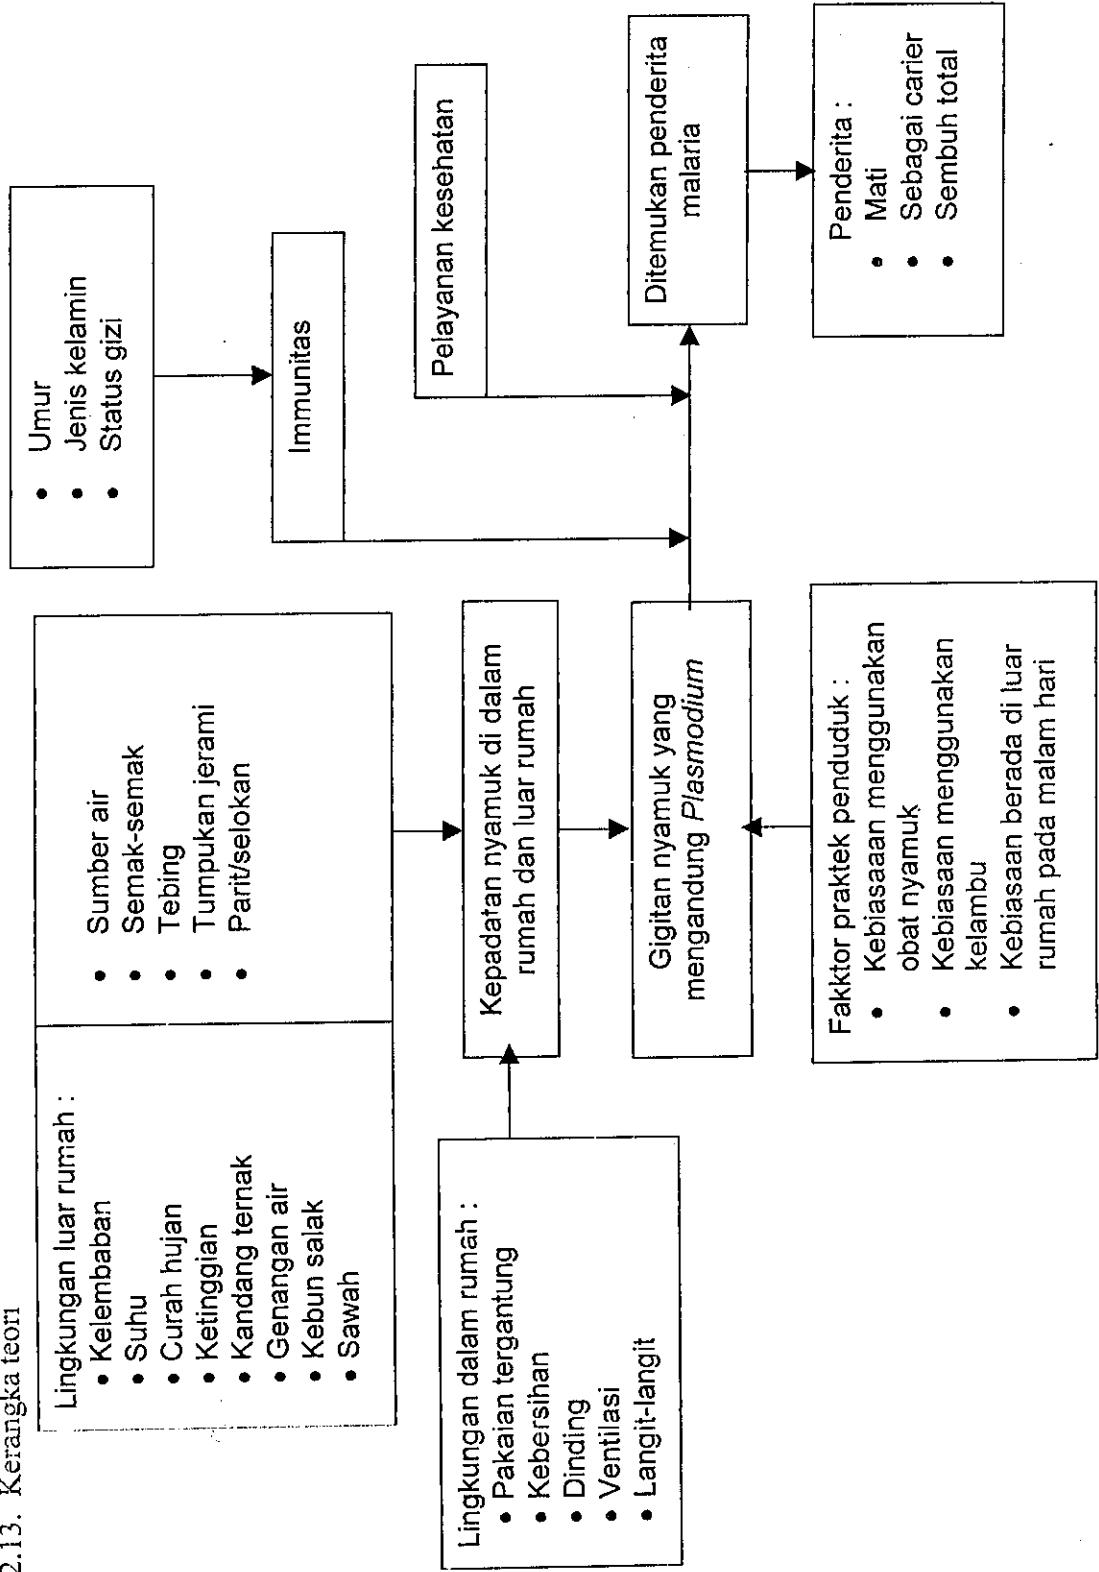 2.13. Kerangka teori
Lingkungan luar rumah :
• Kelembaban
• Suhu
• Curah hujan
• Ketinggian
• Kandang ternak
• Genangan air
• Kebun salak
• Sawah
• Sumber air
• Semak-semak
• Tebing
• Tumpukan jerami
• Parit/selokan
• Umur
• Jenis kelamin
• Status gizi
Immunitas
Lingkungan dalam rumah :
• Pakaian tergantung
• Kebersihan
• Dinding
• Ventilasi
• Langit-langit
Kepadatan nyamuk di dalam
rumah dan luar rumah
Pelayanan kesehatan
Gigitan nyamuk yang
mengandung Plasmodium
Ditemukan penderita
malaria
Fakktor praktek penduduk :
• Kebiasaaan menggunakan
obat nyamuk
• Kebiasaan menggunakan
kelambu
• Kebiasaan berada di luar
rumah pada malam hari
Penderita :
• Mati
• Sebagai carier
• Sembuh total